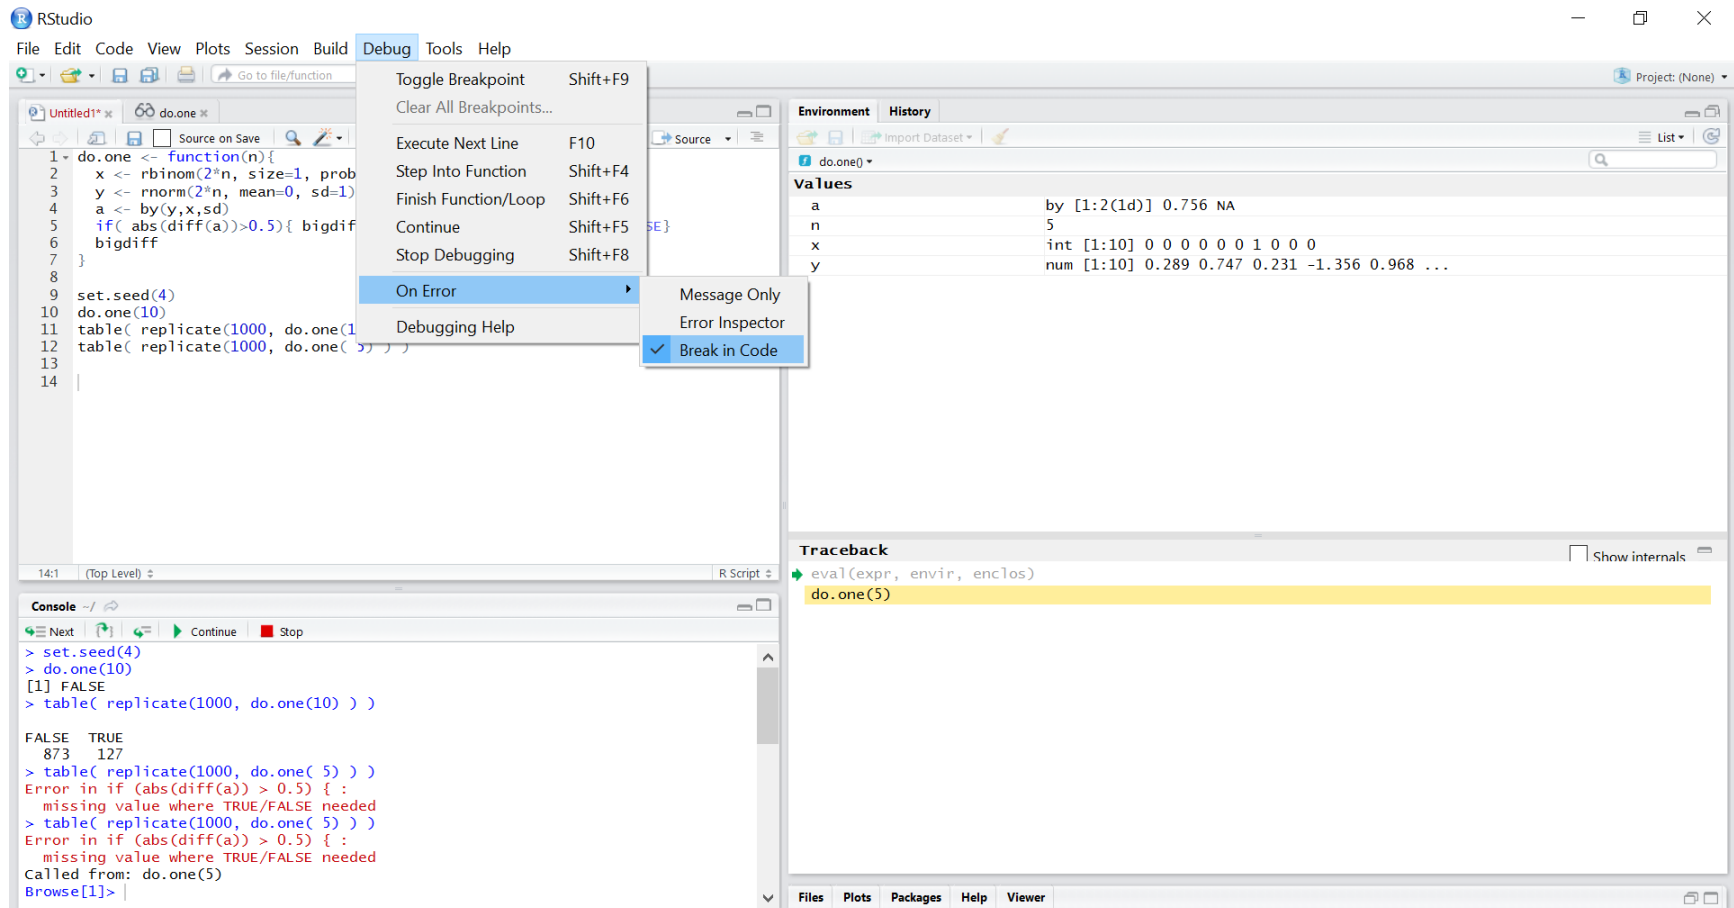 RStudio
File Edit Code View Plots Session Build Debug Tools Help
Go to file/function
Project: (None)
Toggle Breakpoint Shift+F9
Clear All Breakpoints...
Execute Next Line F10
Step Into Function Shift+F4
Finish Function/Loop Shift+F6
Continue Shift+F5
Stop Debugging Shift+F8
On Error
Debugging Help
Message Only
Error Inspector
Break in Code
Untitled1* do.one
Source on Save
Source
1 do.one <- function(n){
2 x <- rbinom(2*n, size=1, prob
3 y <- rnorm(2*n, mean=0, sd=1)
4 a <- by(y,x,sd)
5 if( abs(diff(a))>0.5){ bigdif SE}
6 bigdiff
7 }
8
9 set.seed(4)
10 do.one(10)
11 table( replicate(1000, do.one(1
12 table( replicate(1000, do.one( 5) ) )
13
14
14:1 (Top Level) R Script
Console ~/
Next Continue Stop
> set.seed(4)
> do.one(10)
[1] FALSE
> table( replicate(1000, do.one(10) ) )
FALSE TRUE
873 127
> table( replicate(1000, do.one( 5) ) )
Error in if (abs(diff(a)) > 0.5) { :
missing value where TRUE/FALSE needed
> table( replicate(1000, do.one( 5) ) )
Error in if (abs(diff(a)) > 0.5) { :
missing value where TRUE/FALSE needed
Called from: do.one(5)
Browse[1]>
Environment History
Import Dataset List
do.one()
Values
a by [1:2(1d)] 0.756 NA
n 5
x int [1:10] 0 0 0 0 0 0 1 0 0 0
y num [1:10] 0.289 0.747 0.231 -1.356 0.968 ...
Traceback Show internals
eval(expr, envir, enclos)
do.one(5)
Files Plots Packages Help Viewer